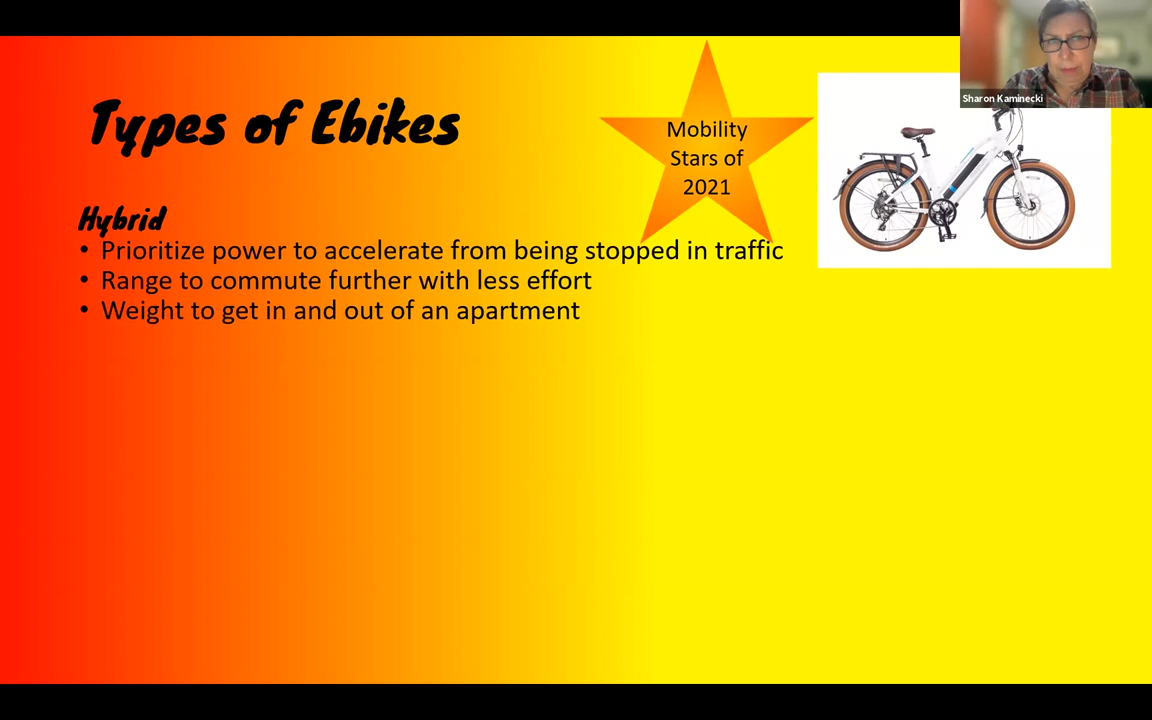 Types of Ebikes
Mobility
Stars of
2021
Sharon Kaminecki
Hybrid
• Prioritize power to accelerate from being stopped in traffic
• Range to commute further with less effort
• Weight to get in and out of an apartment